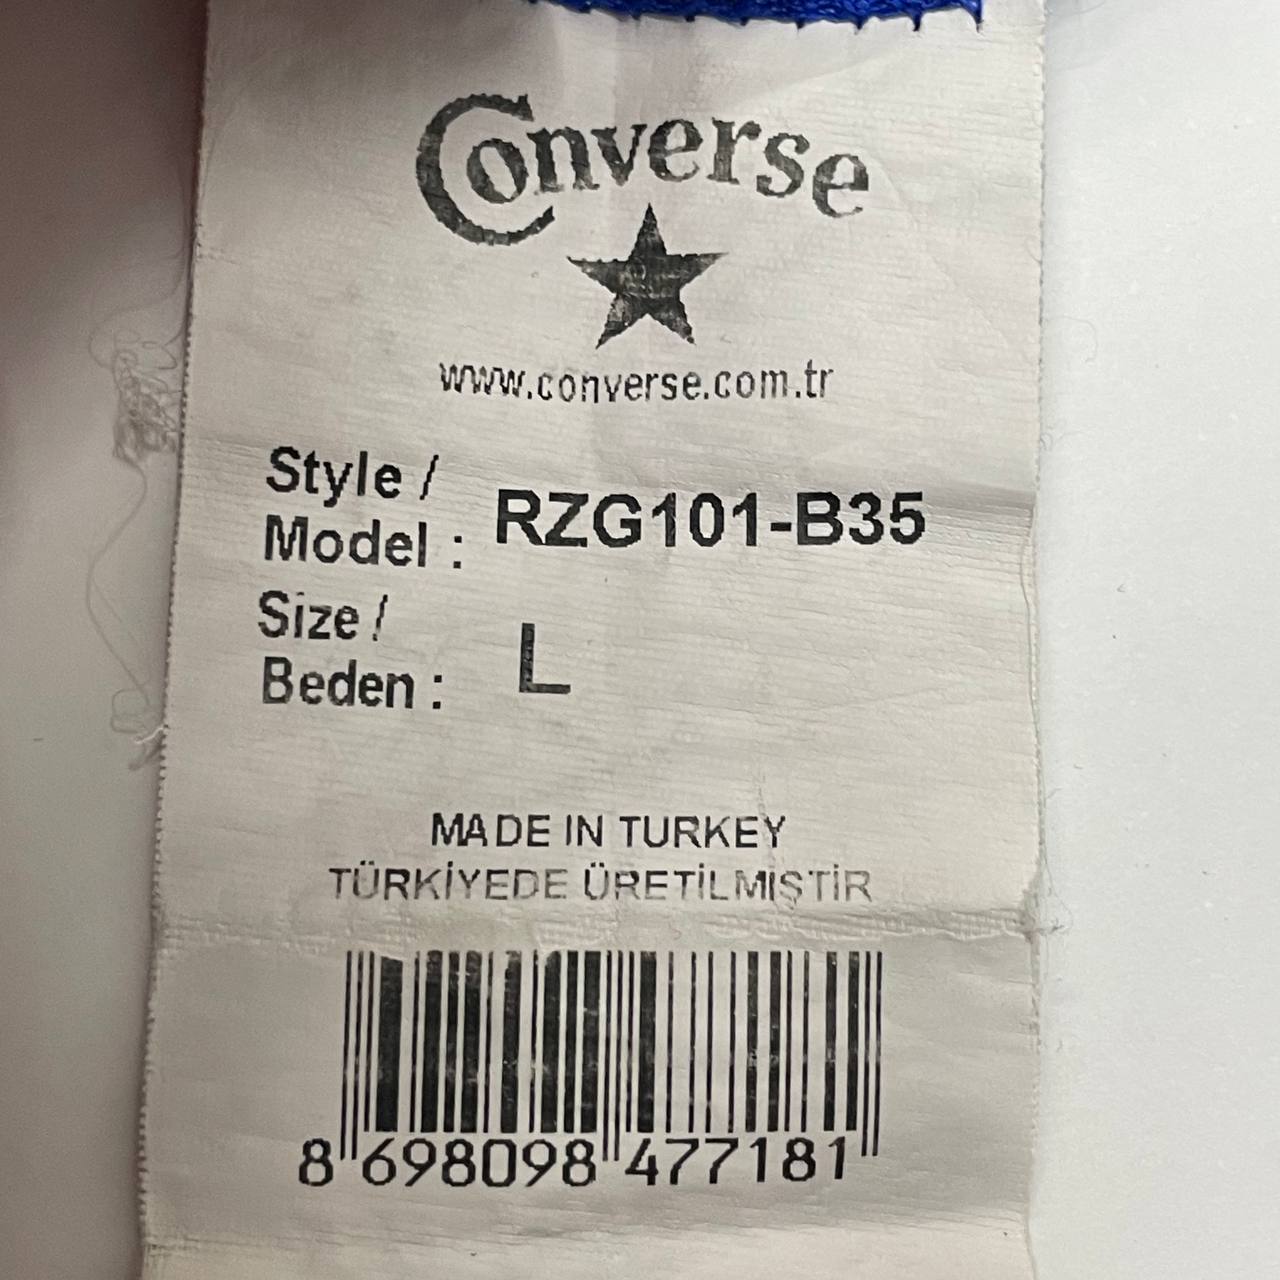 Converse
www.converse.com.tr
Style /
Model : RZG101-B35
Size /
Beden : L
MADE IN TURKEY
TÜRKİYEDE ÜRETİLMİŞTİR
8 698098 477181